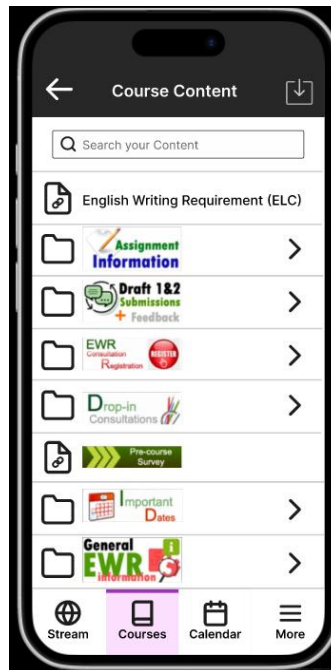 Course Content
Search your Content
English Writing Requirement (ELC)
Assignment
Information
Draft 1&2
Submissions
+ Feedback
EWR
Consultation
Registration
REGISTER
Drop-in
Consultations
Pre-course
Survey
Important
Dates
General
EWR
information
Stream
Courses
Calendar
More